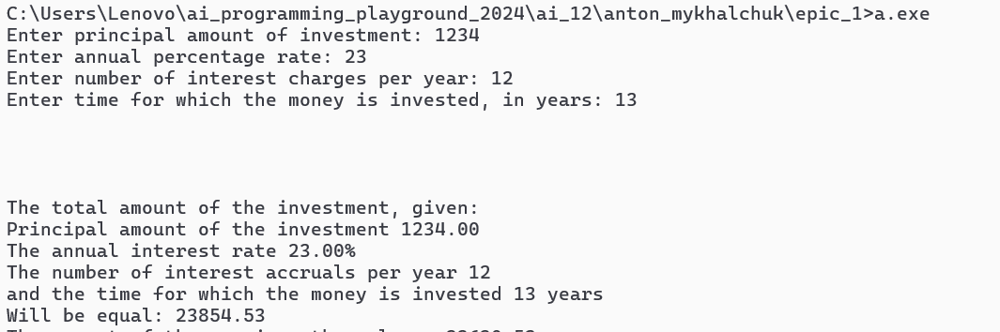 C:\Users\Lenovo\ai_programming_playground_2024\ai_12\anton_mykhalchuk\epic_1>a.exe
Enter principal amount of investment: 1234
Enter annual percentage rate: 23
Enter number of interest charges per year: 12
Enter time for which the money is invested, in years: 13
The total amount of the investment, given:
Principal amount of the investment 1234.00
The annual interest rate 23.00%
The number of interest accruals per year 12
and the time for which the money is invested 13 years
Will be equal: 23854.53